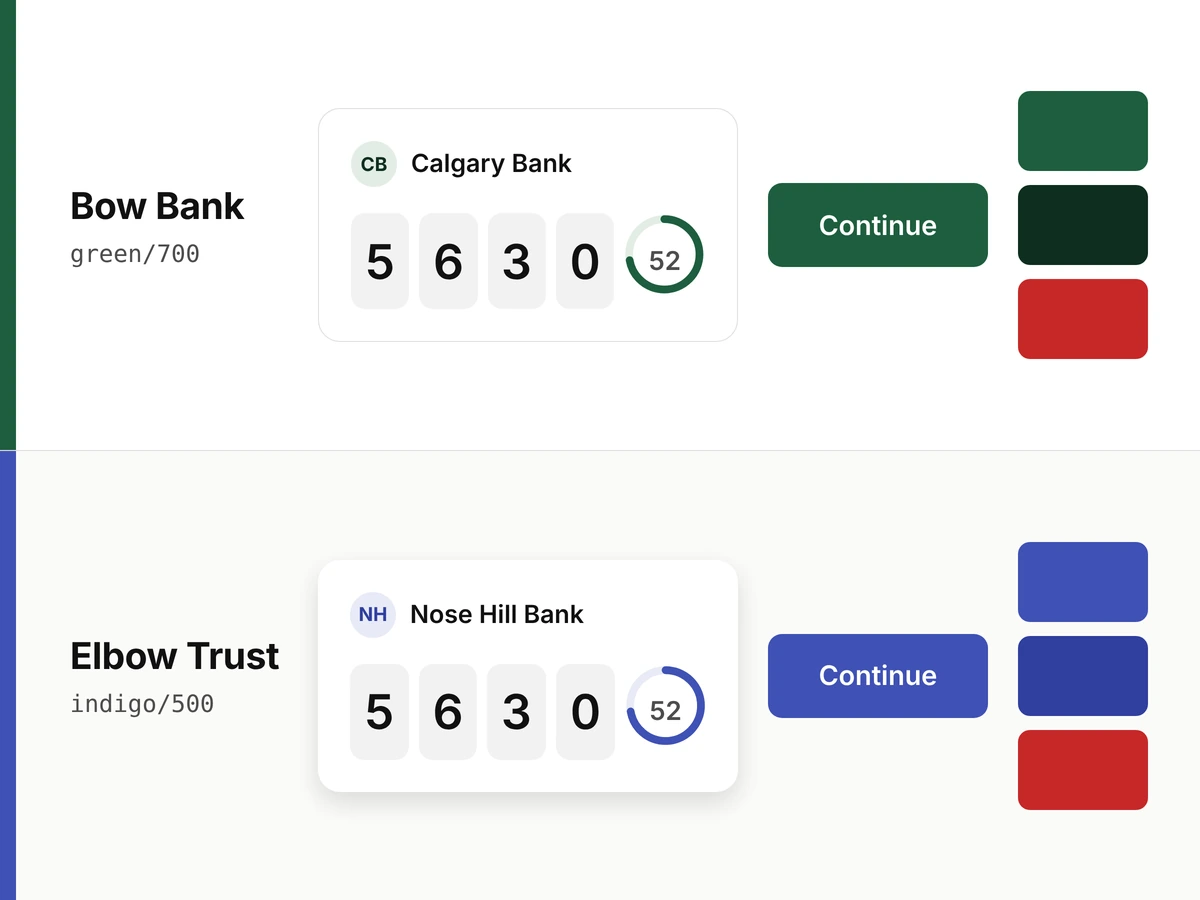 Bow Bank
green/700
CB Calgary Bank
5 6 3 0 52
Continue
Elbow Trust
indigo/500
NH Nose Hill Bank
5 6 3 0 52
Continue